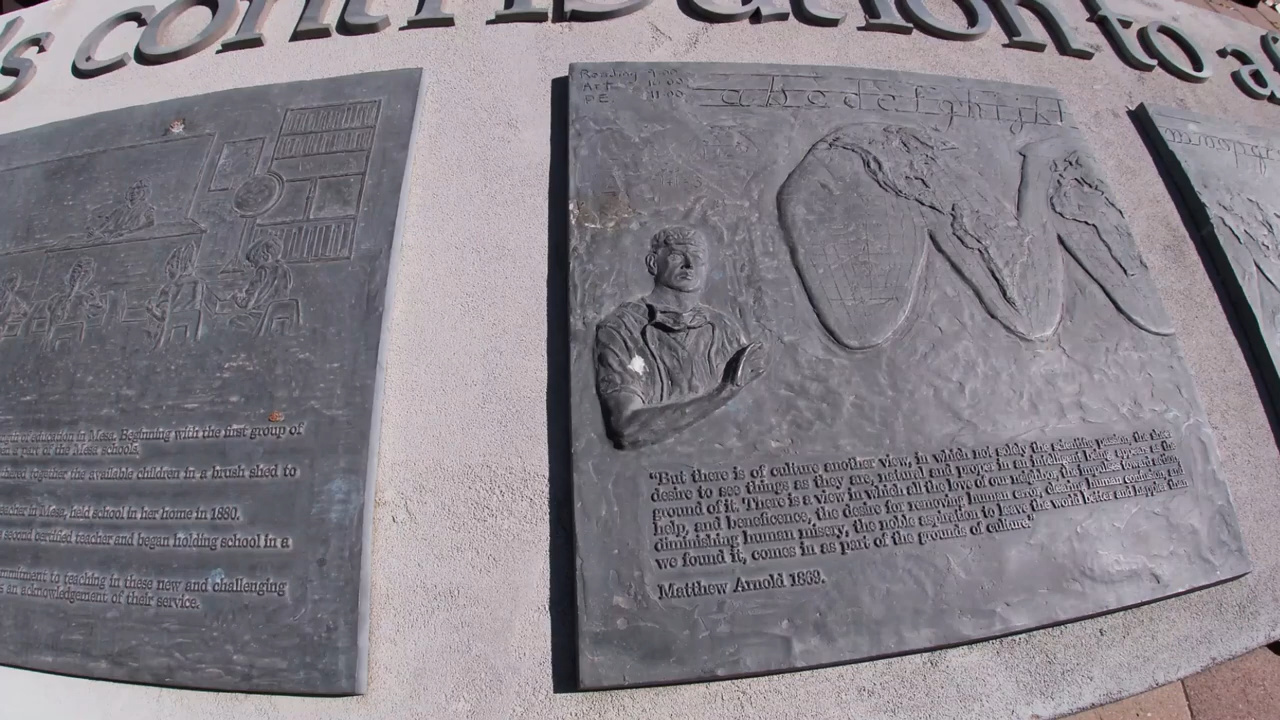 's contribution to
Reading 9:00
Art 10:00
PE 11:00
a b c d e f g h i j k l
origin of education in Mesa. Beginning with the first group of
a part of the Mesa schools.
together the available children in a brush shed to
teacher in Mesa, held school in her home in 1880.
second certified teacher and began holding school in a
commitment to teaching in these new and challenging
an acknowledgement of their service.
"But there is of culture another view, in which not solely the scientific passion, the sheer
desire to see things as they are, natural and proper in an intelligent being appears as the
ground of it. There is a view in which all the love of our neighbor, the impulses toward action,
help, and beneficence, the desire for removing human error, clearing human confusion, and
diminishing human misery, the noble aspiration to leave the world better and happier than
we found it, comes in as part of the grounds of culture."
Matthew Arnold 1869.